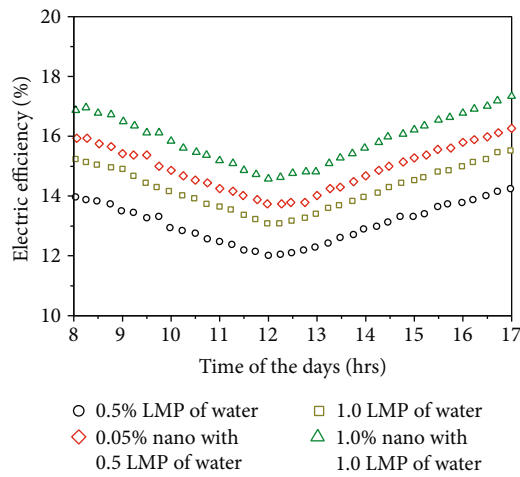 20
18
16
14
12
10
Electric efficiency (%)
8
9
10
11
12
13
14
15
16
17
Time of the days (hrs)
0.5% LMP of water
0.05% nano with
0.5 LMP of water
1.0 LMP of water
1.0% nano with
1.0 LMP of water